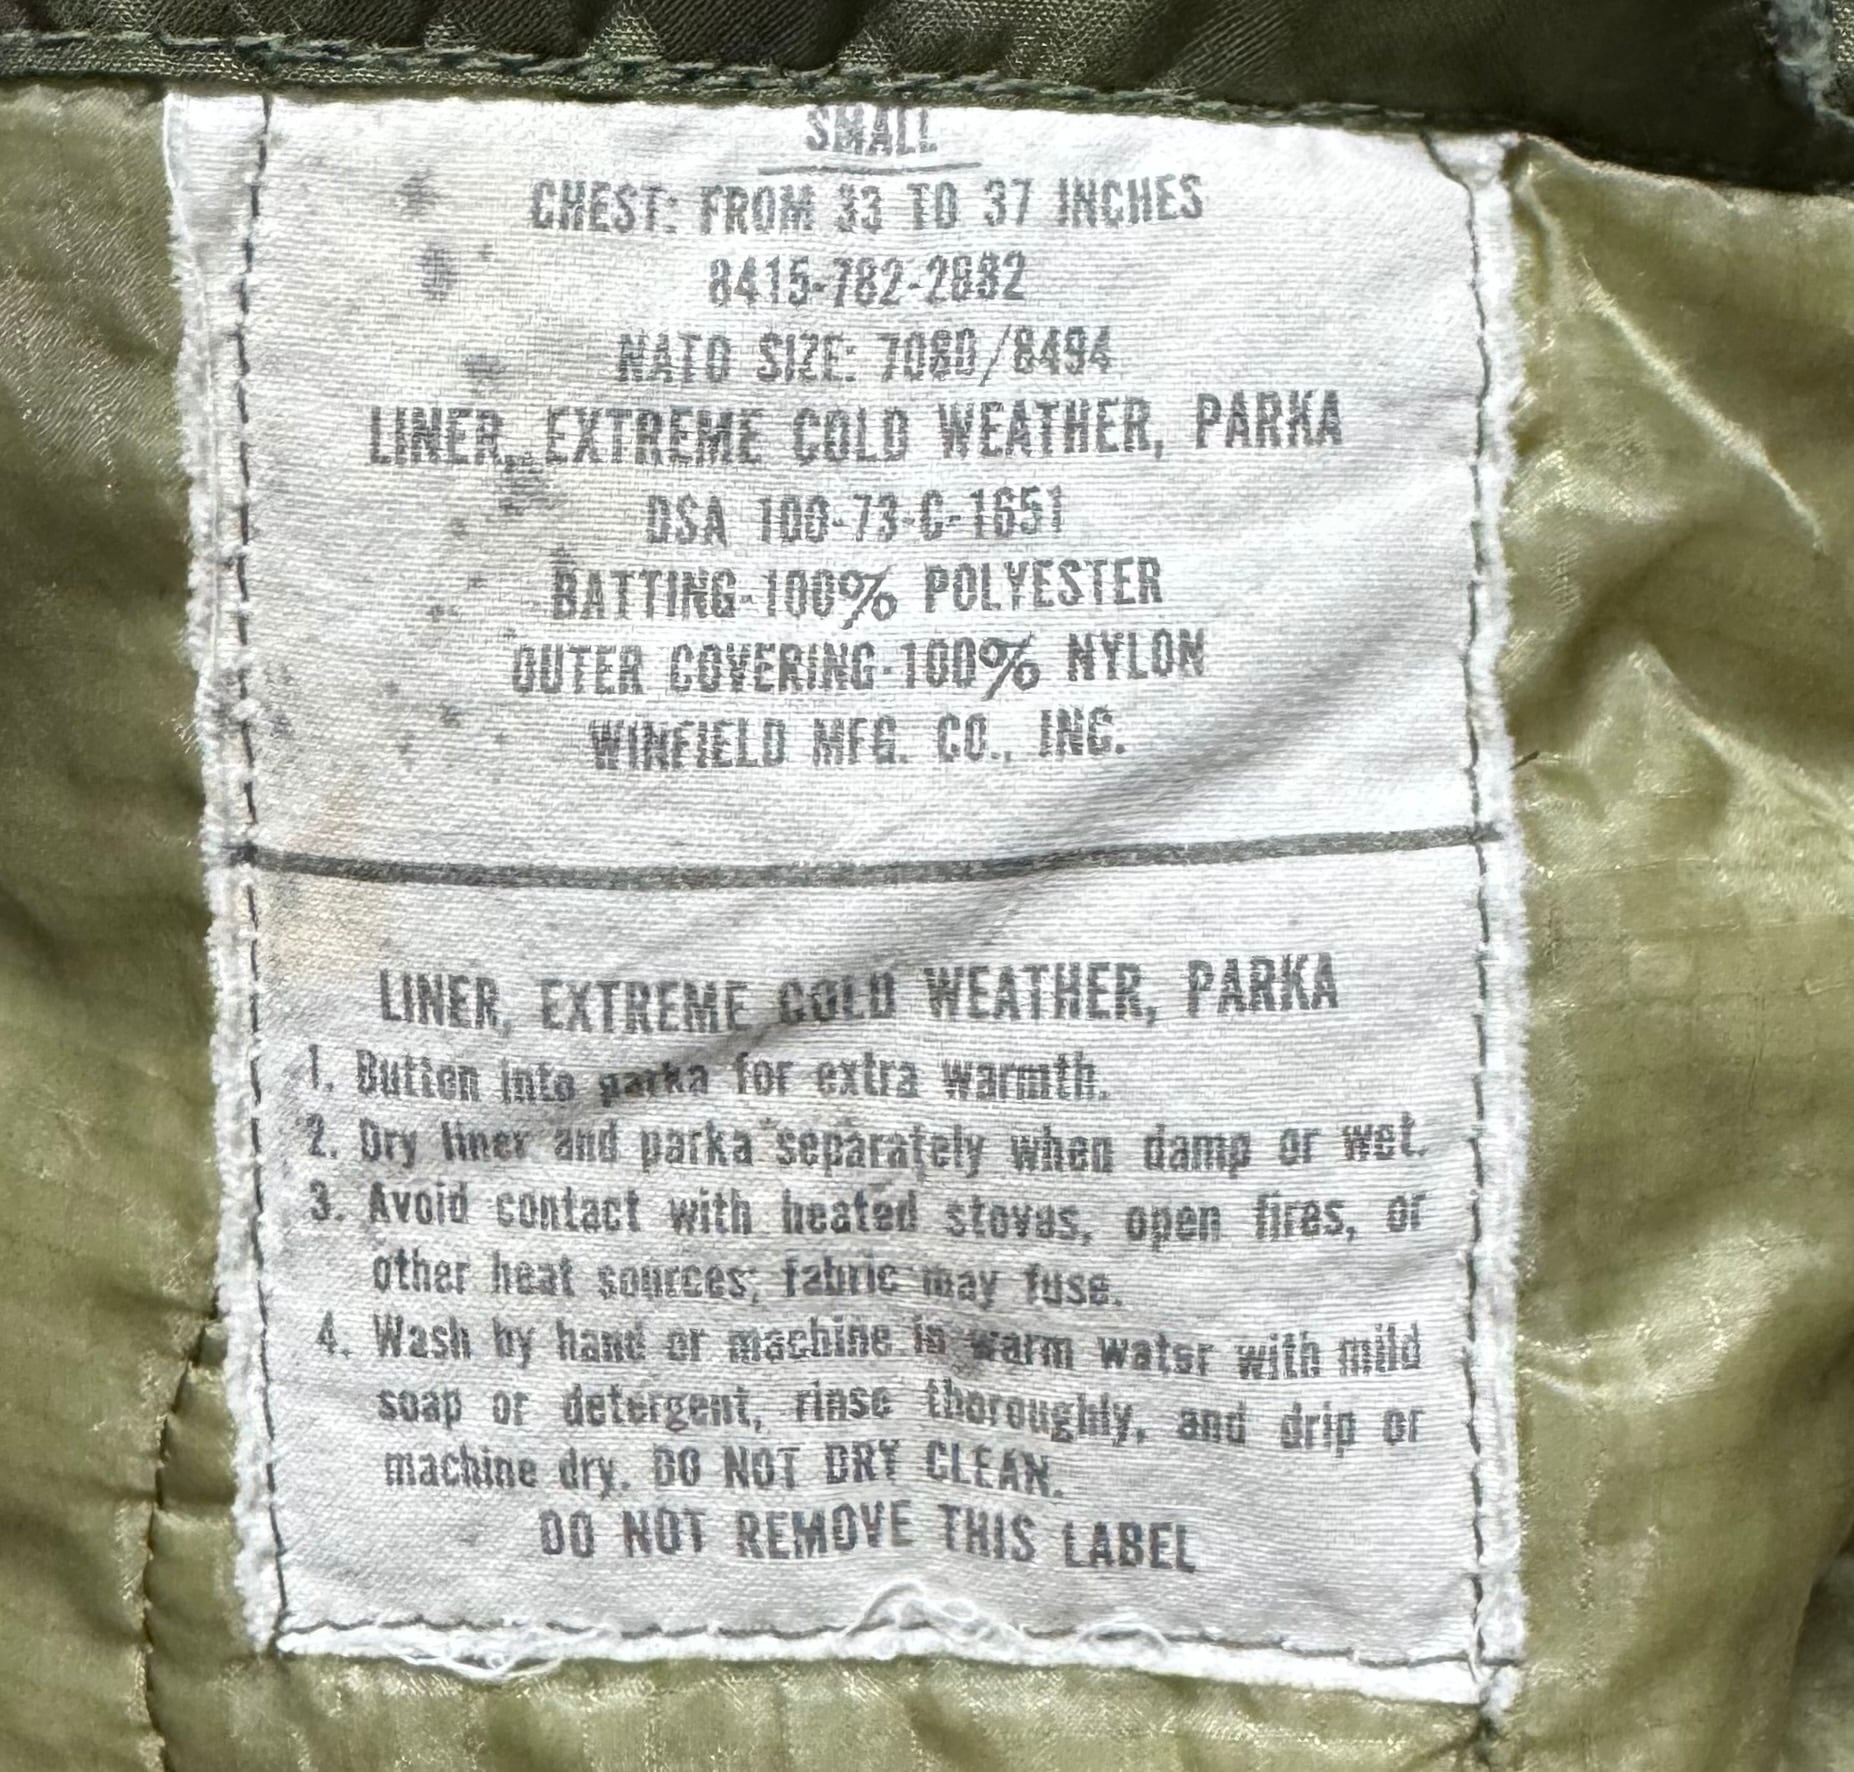 SMALL
CHEST: FROM 33 TO 37 INCHES
8415-782-2882
NATO SIZE: 7080/8494
LINER, EXTREME COLD WEATHER, PARKA
DSA 100-73-C-1651
BATTING-100% POLYESTER
OUTER COVERING-100% NYLON
WINFIELD MFG. CO., INC.
LINER, EXTREME COLD WEATHER, PARKA
1. Button into parka for extra warmth.
2. Dry liner and parka separately when damp or wet.
3. Avoid contact with heated stoves, open fires, or
other heat sources; fabric may fuse.
4. Wash by hand or machine in warm water with mild
soap or detergent, rinse thoroughly, and drip or
machine dry. DO NOT DRY CLEAN.
DO NOT REMOVE THIS LABEL